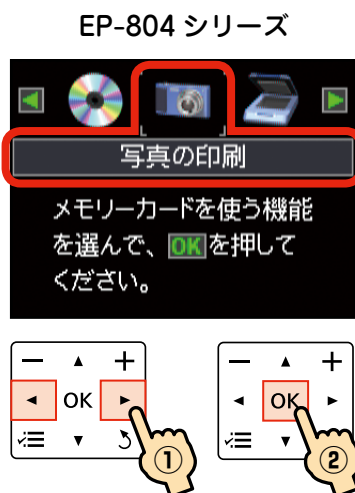 EP-804 シリーズ
写真の印刷
メモリーカードを使う機能
を選んで、OKを押して
ください。
OK
①
OK
②